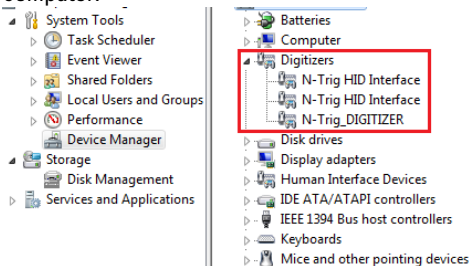 computer.
System Tools
Task Scheduler
Event Viewer
Shared Folders
Local Users and Groups
Performance
Device Manager
Storage
Disk Management
Services and Applications
Batteries
Computer
Digitizers
N-Trig HID Interface
N-Trig HID Interface
N-Trig_DIGITIZER
Disk drives
Display adapters
Human Interface Devices
IDE ATA/ATAPI controllers
IEEE 1394 Bus host controllers
Keyboards
Mice and other pointing devices